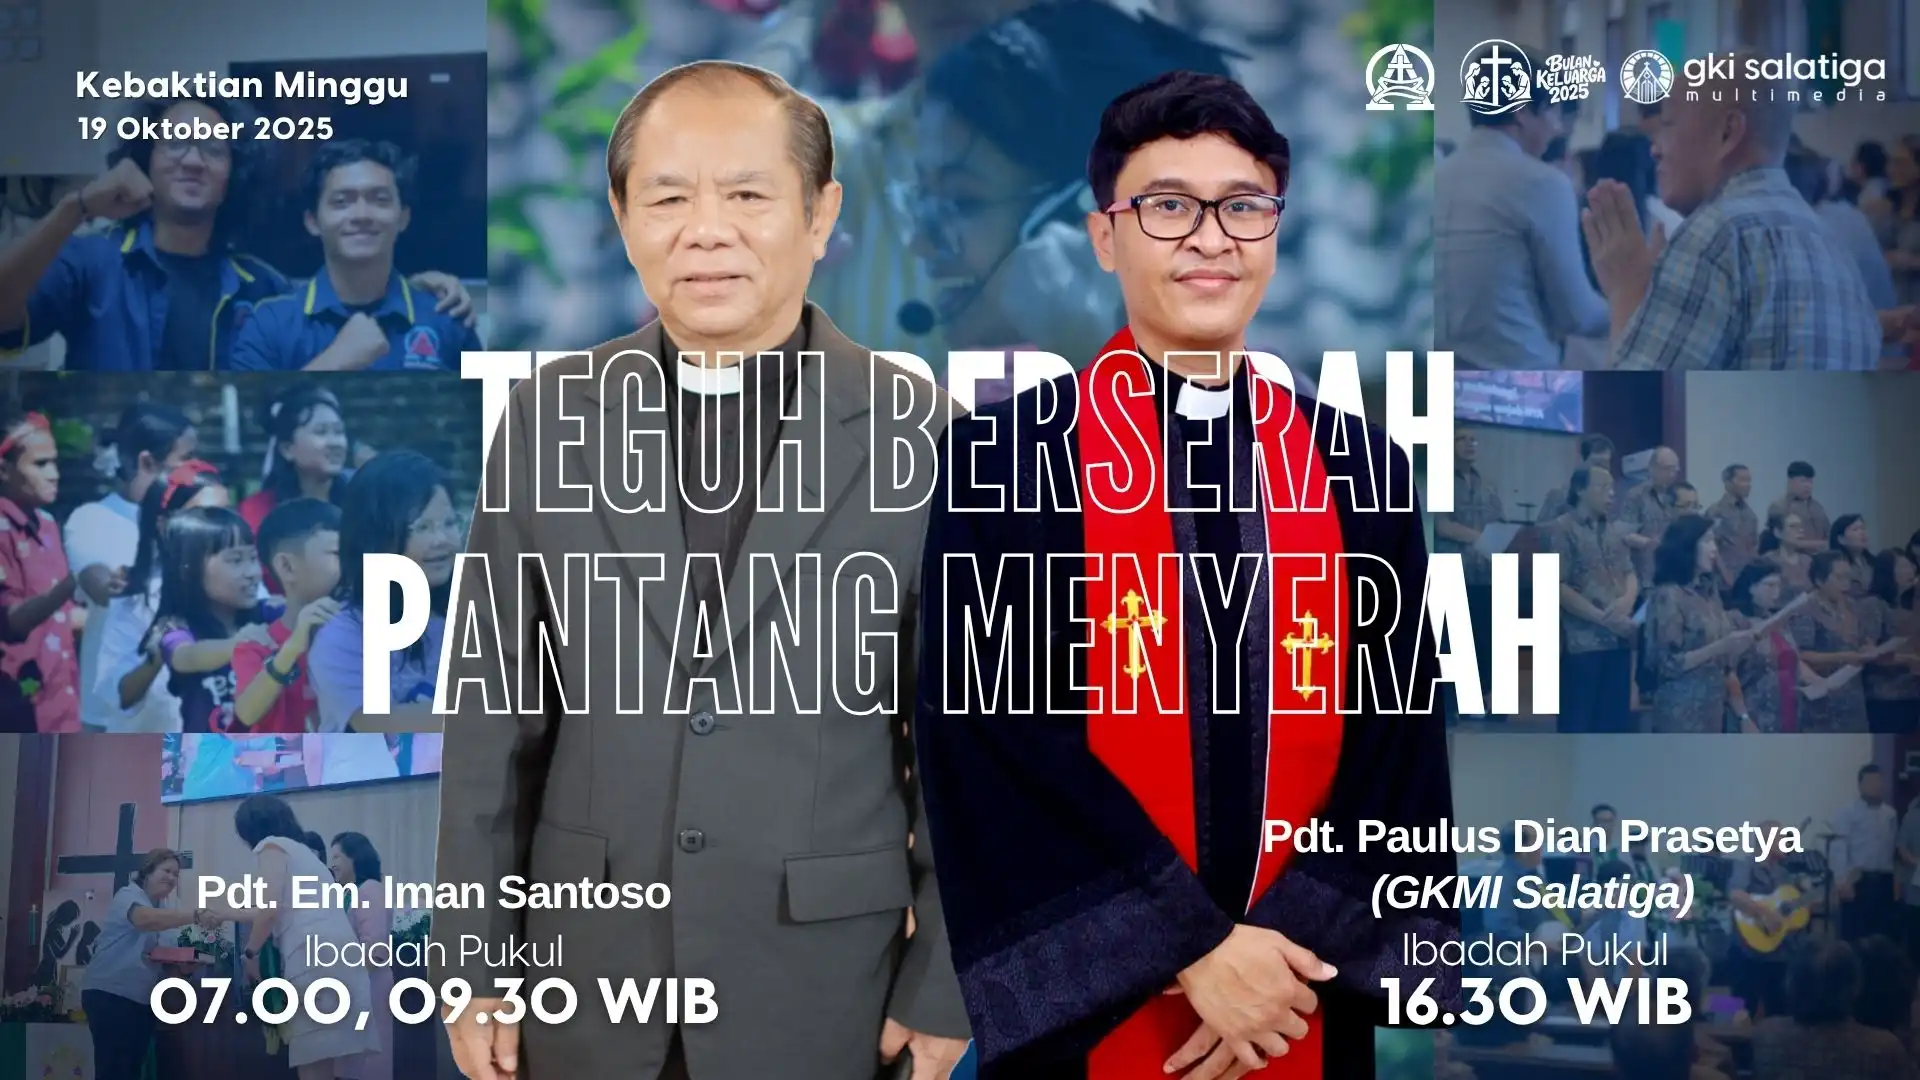 Kebaktian Minggu
19 Oktober 2025
BULAN
KELUARGA
2025
gki salatiga
multimedia
TEGUH BERSERAH
PANTANG MENYERAH
Pdt. Em. Iman Santoso
Ibadah Pukul
07.00, 09.30 WIB
Pdt. Paulus Dian Prasetya
(GKMI Salatiga)
Ibadah Pukul
16.30 WIB